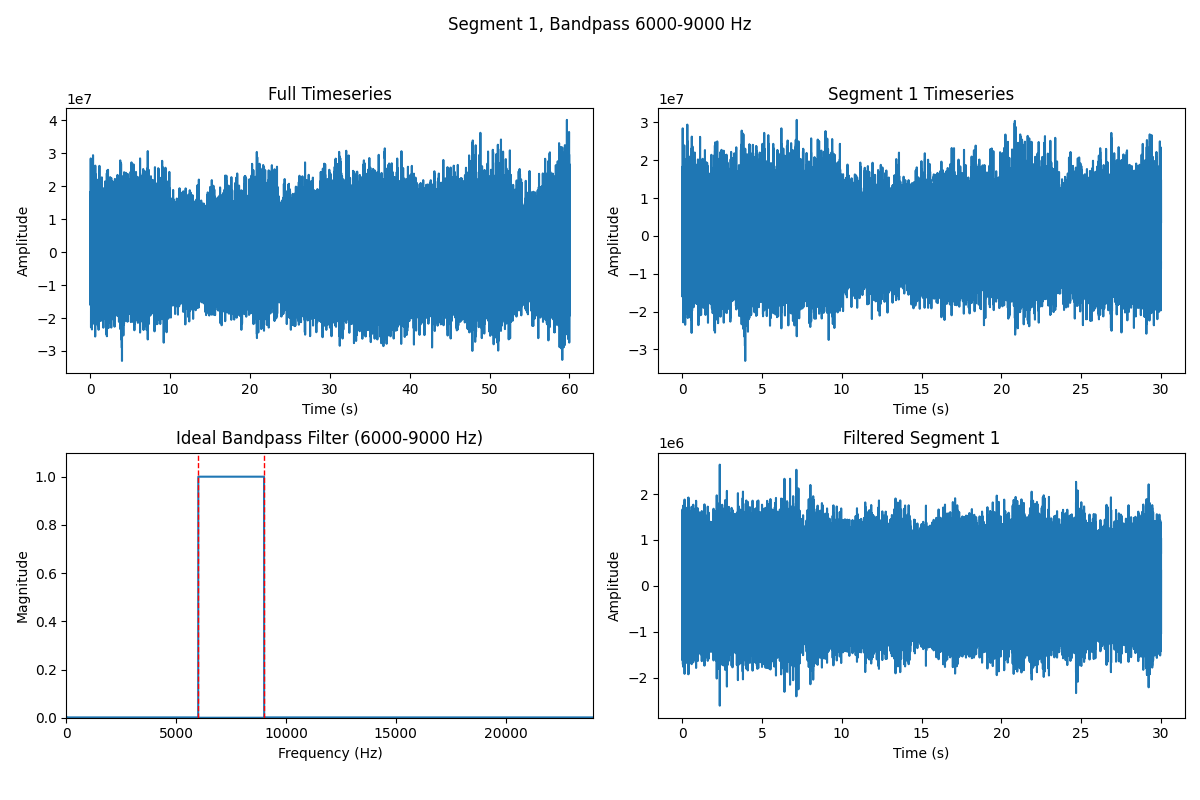 Segment 1, Bandpass 6000-9000 Hz
Full Timeseries
1e7
4
3
2
1
0
−1
−2
−3
Amplitude
0 10 20 30 40 50 60
Time (s)
Segment 1 Timeseries
1e7
3
2
1
0
−1
−2
−3
Amplitude
0 5 10 15 20 25 30
Time (s)
Ideal Bandpass Filter (6000-9000 Hz)
1.0
0.8
0.6
0.4
0.2
0.0
Magnitude
0 5000 10000 15000 20000
Frequency (Hz)
Filtered Segment 1
1e6
2
1
0
−1
−2
Amplitude
0 5 10 15 20 25 30
Time (s)